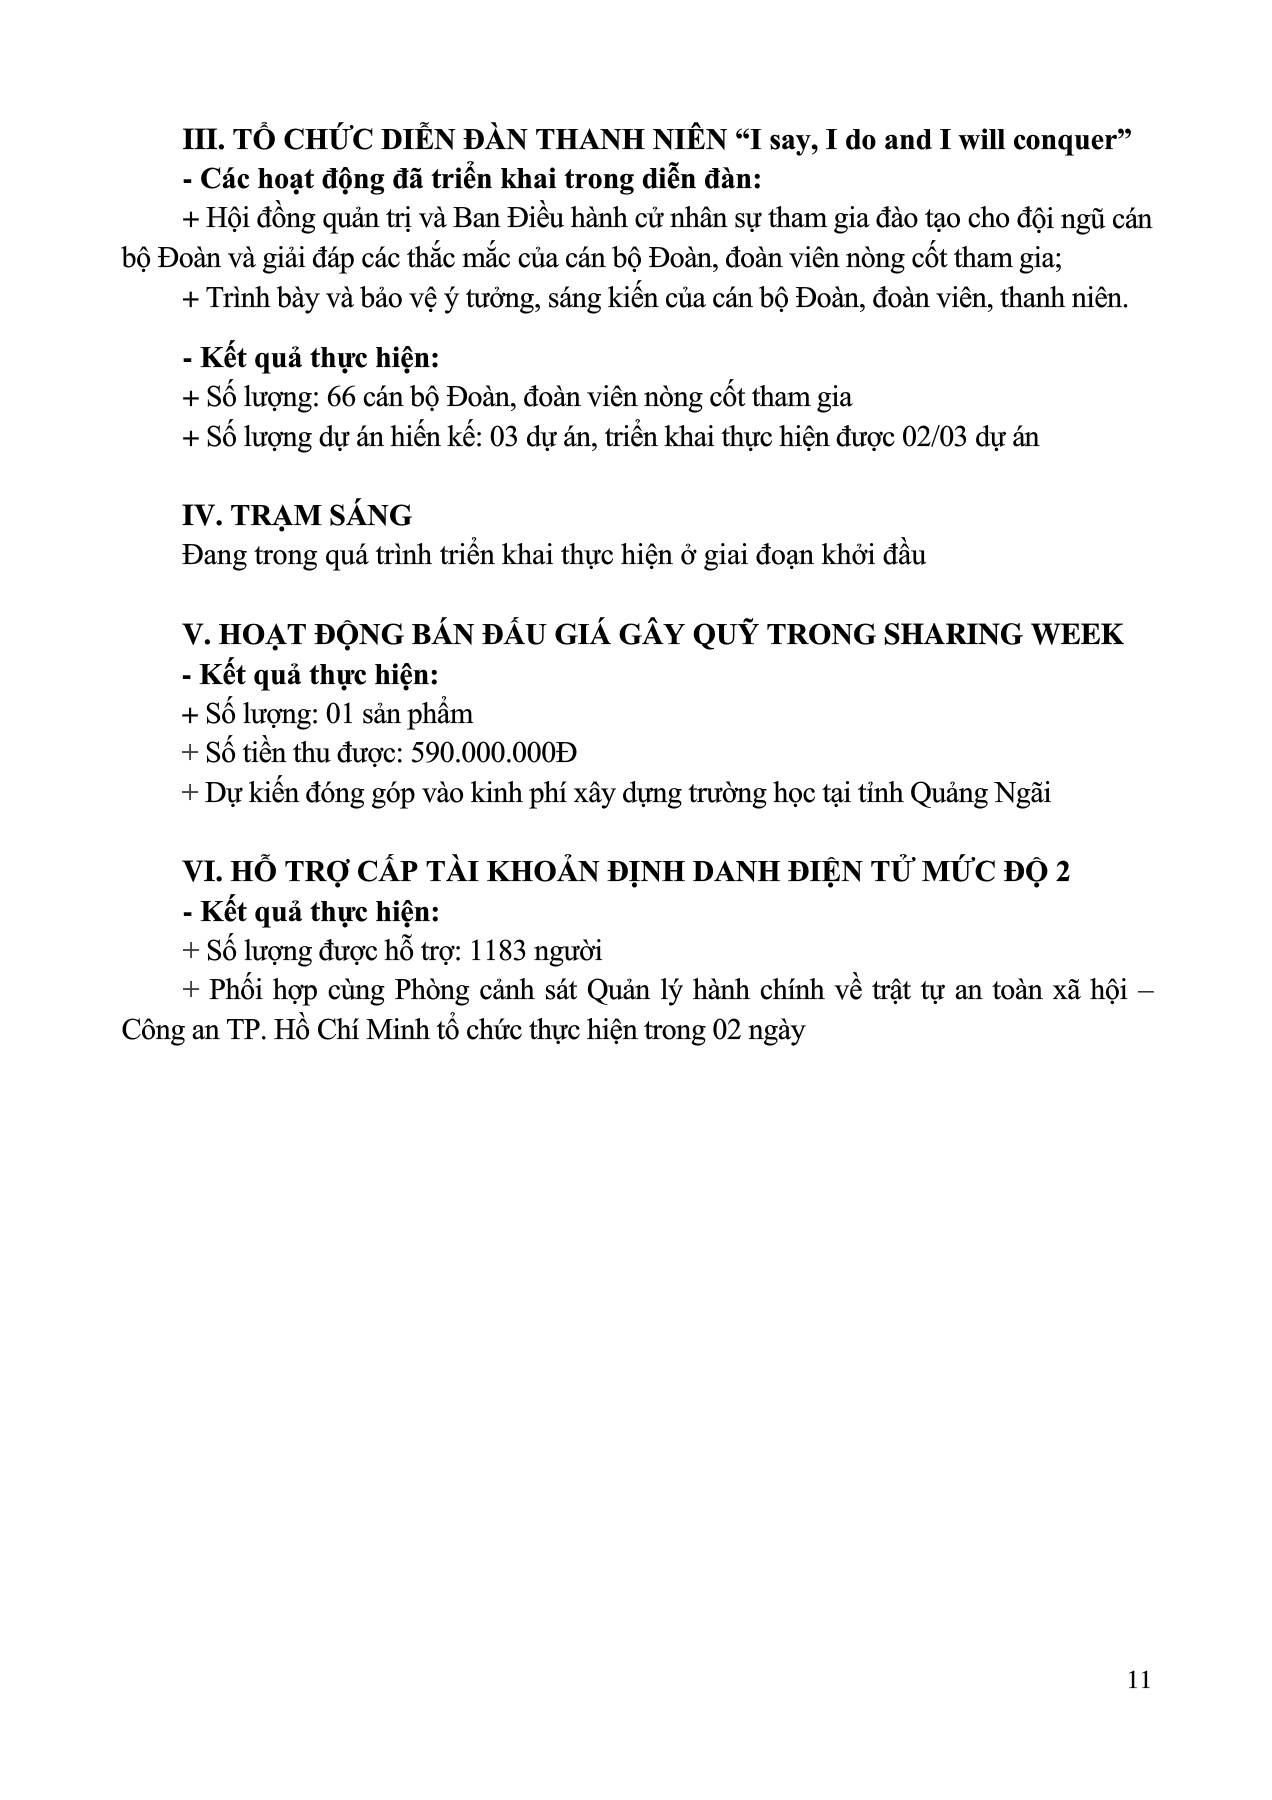 III. TỔ CHỨC DIỄN ĐÀN THANH NIÊN “I say, I do and I will conquer”
- Các hoạt động đã triển khai trong diễn đàn:
+ Hội đồng quản trị và Ban Điều hành cử nhân sự tham gia đào tạo cho đội ngũ cán
bộ Đoàn và giải đáp các thắc mắc của cán bộ Đoàn, đoàn viên nòng cốt tham gia;
+ Trình bày và bảo vệ ý tưởng, sáng kiến của cán bộ Đoàn, đoàn viên, thanh niên.
- Kết quả thực hiện:
+ Số lượng: 66 cán bộ Đoàn, đoàn viên nòng cốt tham gia
+ Số lượng dự án hiến kế: 03 dự án, triển khai thực hiện được 02/03 dự án
IV. TRẠM SÁNG
Đang trong quá trình triển khai thực hiện ở giai đoạn khởi đầu
V. HOẠT ĐỘNG BÁN ĐẤU GIÁ GÂY QUỸ TRONG SHARING WEEK
- Kết quả thực hiện:
+ Số lượng: 01 sản phẩm
+ Số tiền thu được: 590.000.000Đ
+ Dự kiến đóng góp vào kinh phí xây dựng trường học tại tỉnh Quảng Ngãi
VI. HỖ TRỢ CẤP TÀI KHOẢN ĐỊNH DANH ĐIỆN TỬ MỨC ĐỘ 2
- Kết quả thực hiện:
+ Số lượng được hỗ trợ: 1183 người
+ Phối hợp cùng Phòng cảnh sát Quản lý hành chính về trật tự an toàn xã hội –
Công an TP. Hồ Chí Minh tổ chức thực hiện trong 02 ngày
11